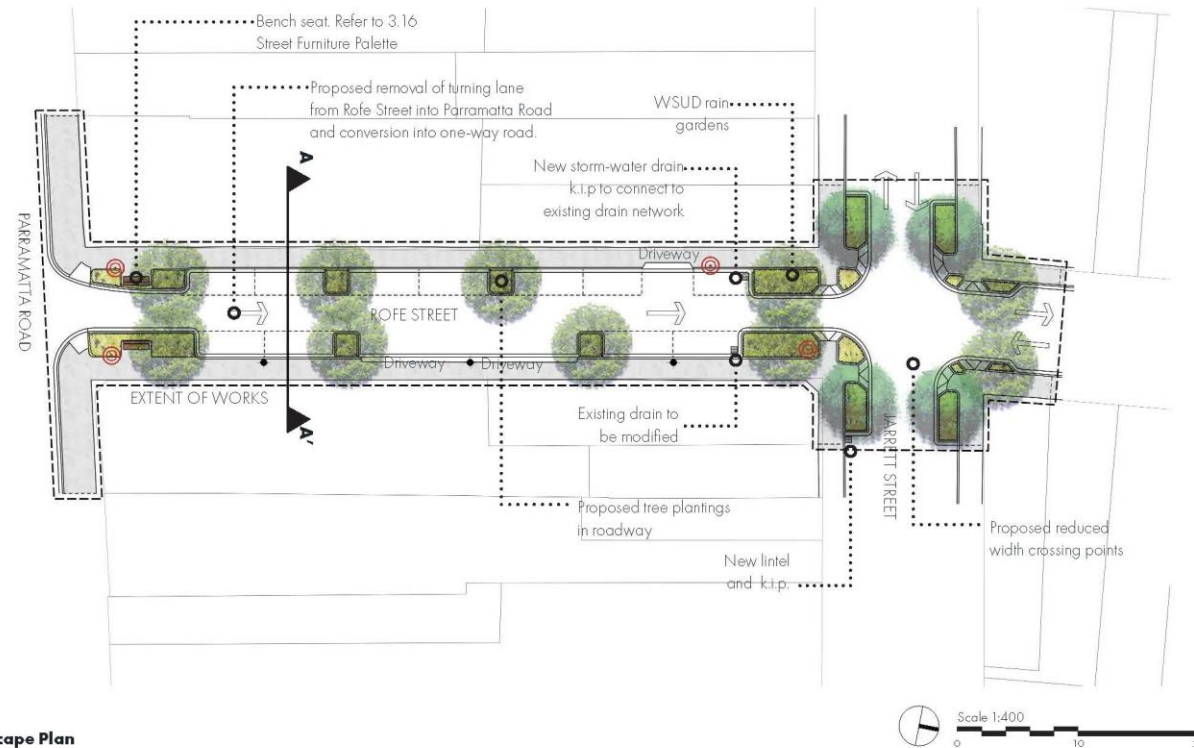 Bench seat. Refer to 3.16
Street Furniture Palette
Proposed removal of turning lane
from Rofe Street into Parramatta Road
and conversion into one-way road.
WSUD rain
gardens
New storm-water drain
k.i.p to connect to
existing drain network
A
PARRAMATTA ROAD
Driveway
ROFE STREET
Driveway
Driveway
EXTENT OF WORKS
A'
Existing drain to
be modified
JARRETT STREET
Proposed tree plantings
in roadway
Proposed reduced
width crossing points
New lintel
and k.i.p.
Scale 1:400
0 10
cape Plan